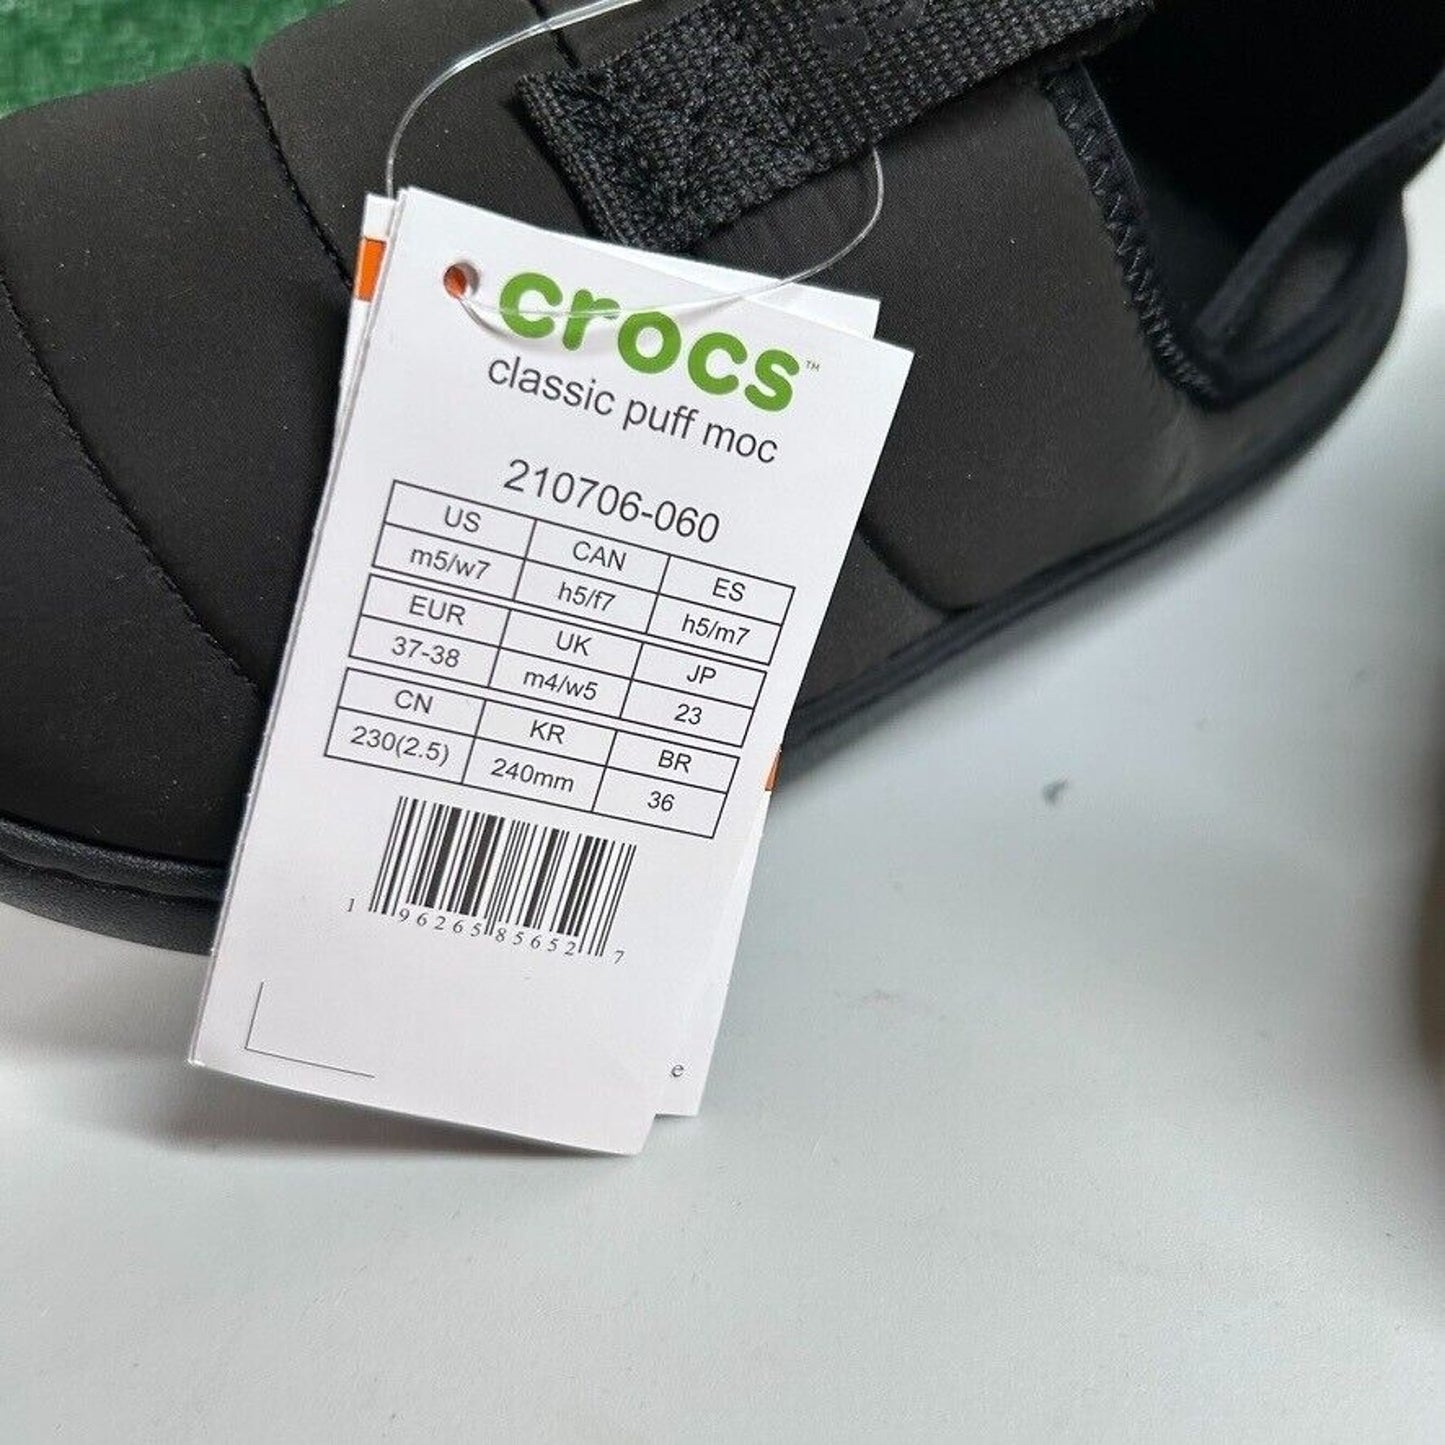 crocs™
classic puff moc
210706-060
US CAN ES
m5/w7 h5/f7 h5/m7
EUR UK JP
37-38 m4/w5 23
CN KR BR
230(2.5) 240mm 36
1 96265 85652 7
e